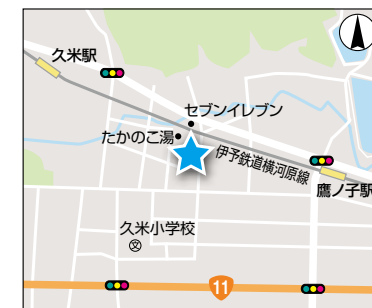 久米駅
セブンイレブン
たかのこ湯
伊予鉄道横河原線
鷹ノ子駅
久米小学校
文
11